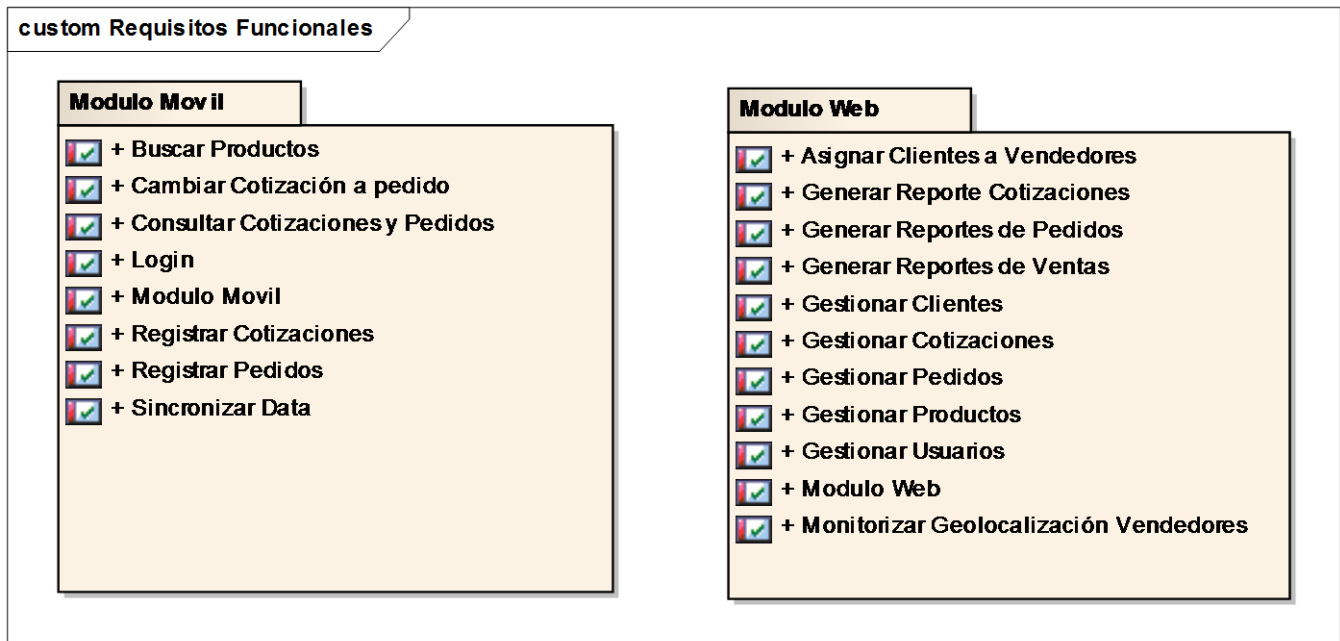 custom Requisitos Funcionales
Modulo Movil
+ Buscar Productos
+ Cambiar Cotización a pedido
+ Consultar Cotizaciones y Pedidos
+ Login
+ Modulo Movil
+ Registrar Cotizaciones
+ Registrar Pedidos
+ Sincronizar Data
Modulo Web
+ Asignar Clientes a Vendedores
+ Generar Reporte Cotizaciones
+ Generar Reportes de Pedidos
+ Generar Reportes de Ventas
+ Gestionar Clientes
+ Gestionar Cotizaciones
+ Gestionar Pedidos
+ Gestionar Productos
+ Gestionar Usuarios
+ Modulo Web
+ Monitorizar Geolocalización Vendedores